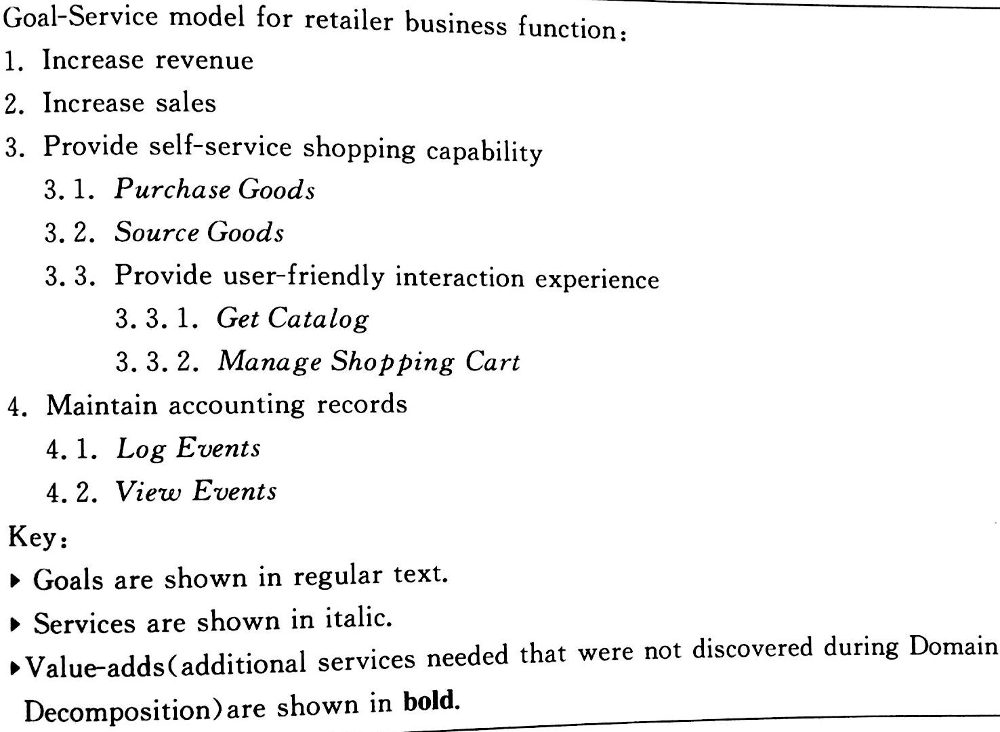 Goal-Service model for retailer business function:
1. Increase revenue
2. Increase sales
3. Provide self-service shopping capability
3.1. Purchase Goods
3.2. Source Goods
3.3. Provide user-friendly interaction experience
3.3.1. Get Catalog
3.3.2. Manage Shopping Cart
4. Maintain accounting records
4.1. Log Events
4.2. View Events
Key:
▶ Goals are shown in regular text.
▶ Services are shown in italic.
▶ Value-adds(additional services needed that were not discovered during Domain
Decomposition)are shown in bold.